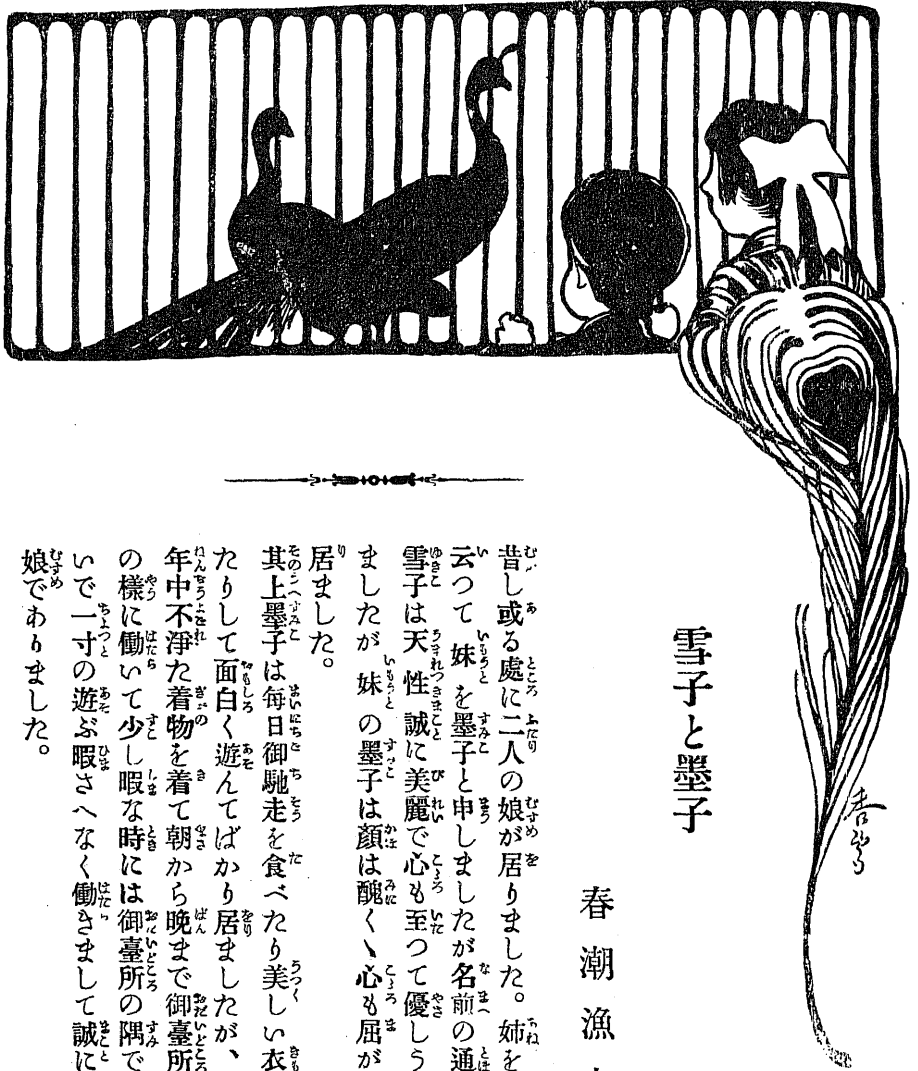 雪子と墨子
春潮漁
昔し或る處に二人の娘が居りました。姉を
云つて妹を墨子と申しましたが名前の通
雪子は天性誠に美麗で心も至つて優しう
ましたが妹の墨子は顔は醜くヽ心も屈が
居ました。
其上墨子は毎日御馳走を食べたり美しい衣
たりして面白く遊んてばかり居ましたが、
年中不淨た着物を着て朝から晩まで御臺所
の樣に働いて少し暇な時には御臺所の隅で
いで一寸の遊ぶ暇さへなく働きまして誠に
娘でありました。